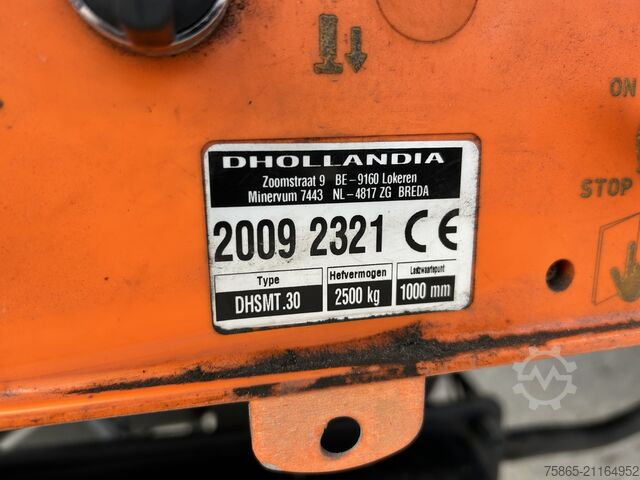 ON
STOP
DHOLLANDIA
Zoomstraat 9 BE-9160 Lokeren
Minervum 7443 NL-4817 ZG BREDA
2009 2321 CE
Type Hefvermogen Lastzwaartepunt
DHSMT.30 2500 kg 1000 mm
75865-21164952